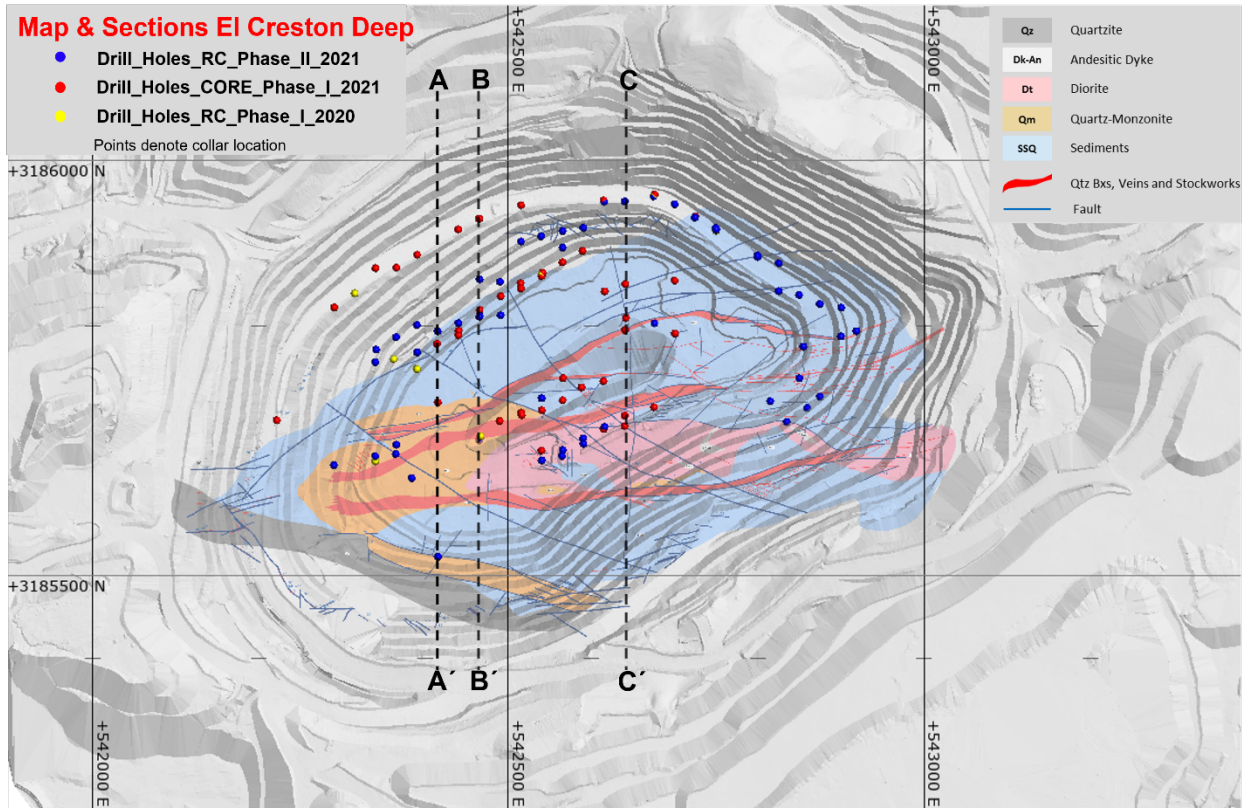 Map & Sections El Creston Deep
Drill_Holes_RC_Phase_II_2021
Drill_Holes_CORE_Phase_I_2021
Drill_Holes_RC_Phase_I_2020
Points denote collar location
+542500 E
+543000 E
Qz Quartzite
Dk-An Andesitic Dyke
Dt Diorite
Qm Quartz-Monzonite
SSQ Sediments
Qtz Bxs, Veins and Stockworks
Fault
A B C
+3186000 N
+3185500 N
A´ B´ C´
+542000 E
+542500 E
+543000 E